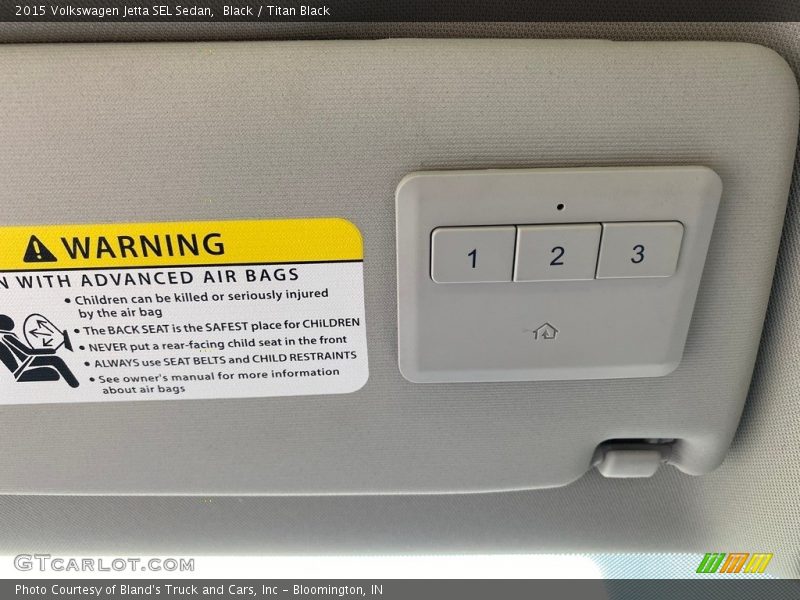 2015 Volkswagen Jetta SEL Sedan,  Black / Titan Black
WARNING
N WITH ADVANCED AIR BAGS
• Children can be killed or seriously injured
by the air bag
• The BACK SEAT is the SAFEST place for CHILDREN
• NEVER put a rear-facing child seat in the front
• ALWAYS use SEAT BELTS and CHILD RESTRAINTS
• See owner's manual for more information
about air bags
1 2 3
GTCARLOT.COM
Photo Courtesy of Bland's Truck and Cars, Inc – Bloomington, IN